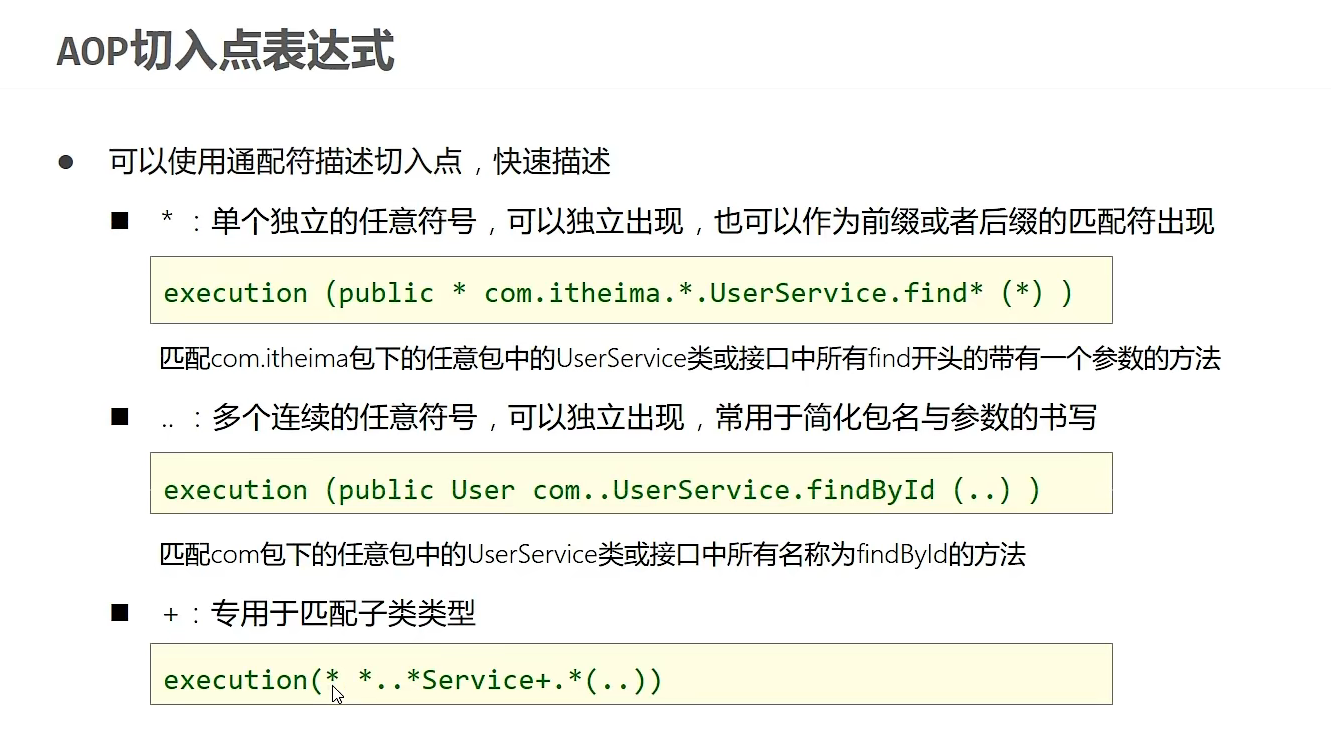 AOP切入点表达式
● 可以使用通配符描述切入点，快速描述
■ * ：单个独立的任意符号，可以独立出现，也可以作为前缀或者后缀的匹配符出现
execution (public * com.itheima.*.UserService.find* (*) )
匹配com.itheima包下的任意包中的UserService类或接口中所有find开头的带有一个参数的方法
■ .. ：多个连续的任意符号，可以独立出现，常用于简化包名与参数的书写
execution (public User com..UserService.findById (..) )
匹配com包下的任意包中的UserService类或接口中所有名称为findById的方法
■ + ：专用于匹配子类类型
execution(* *..*Service+.*(..))